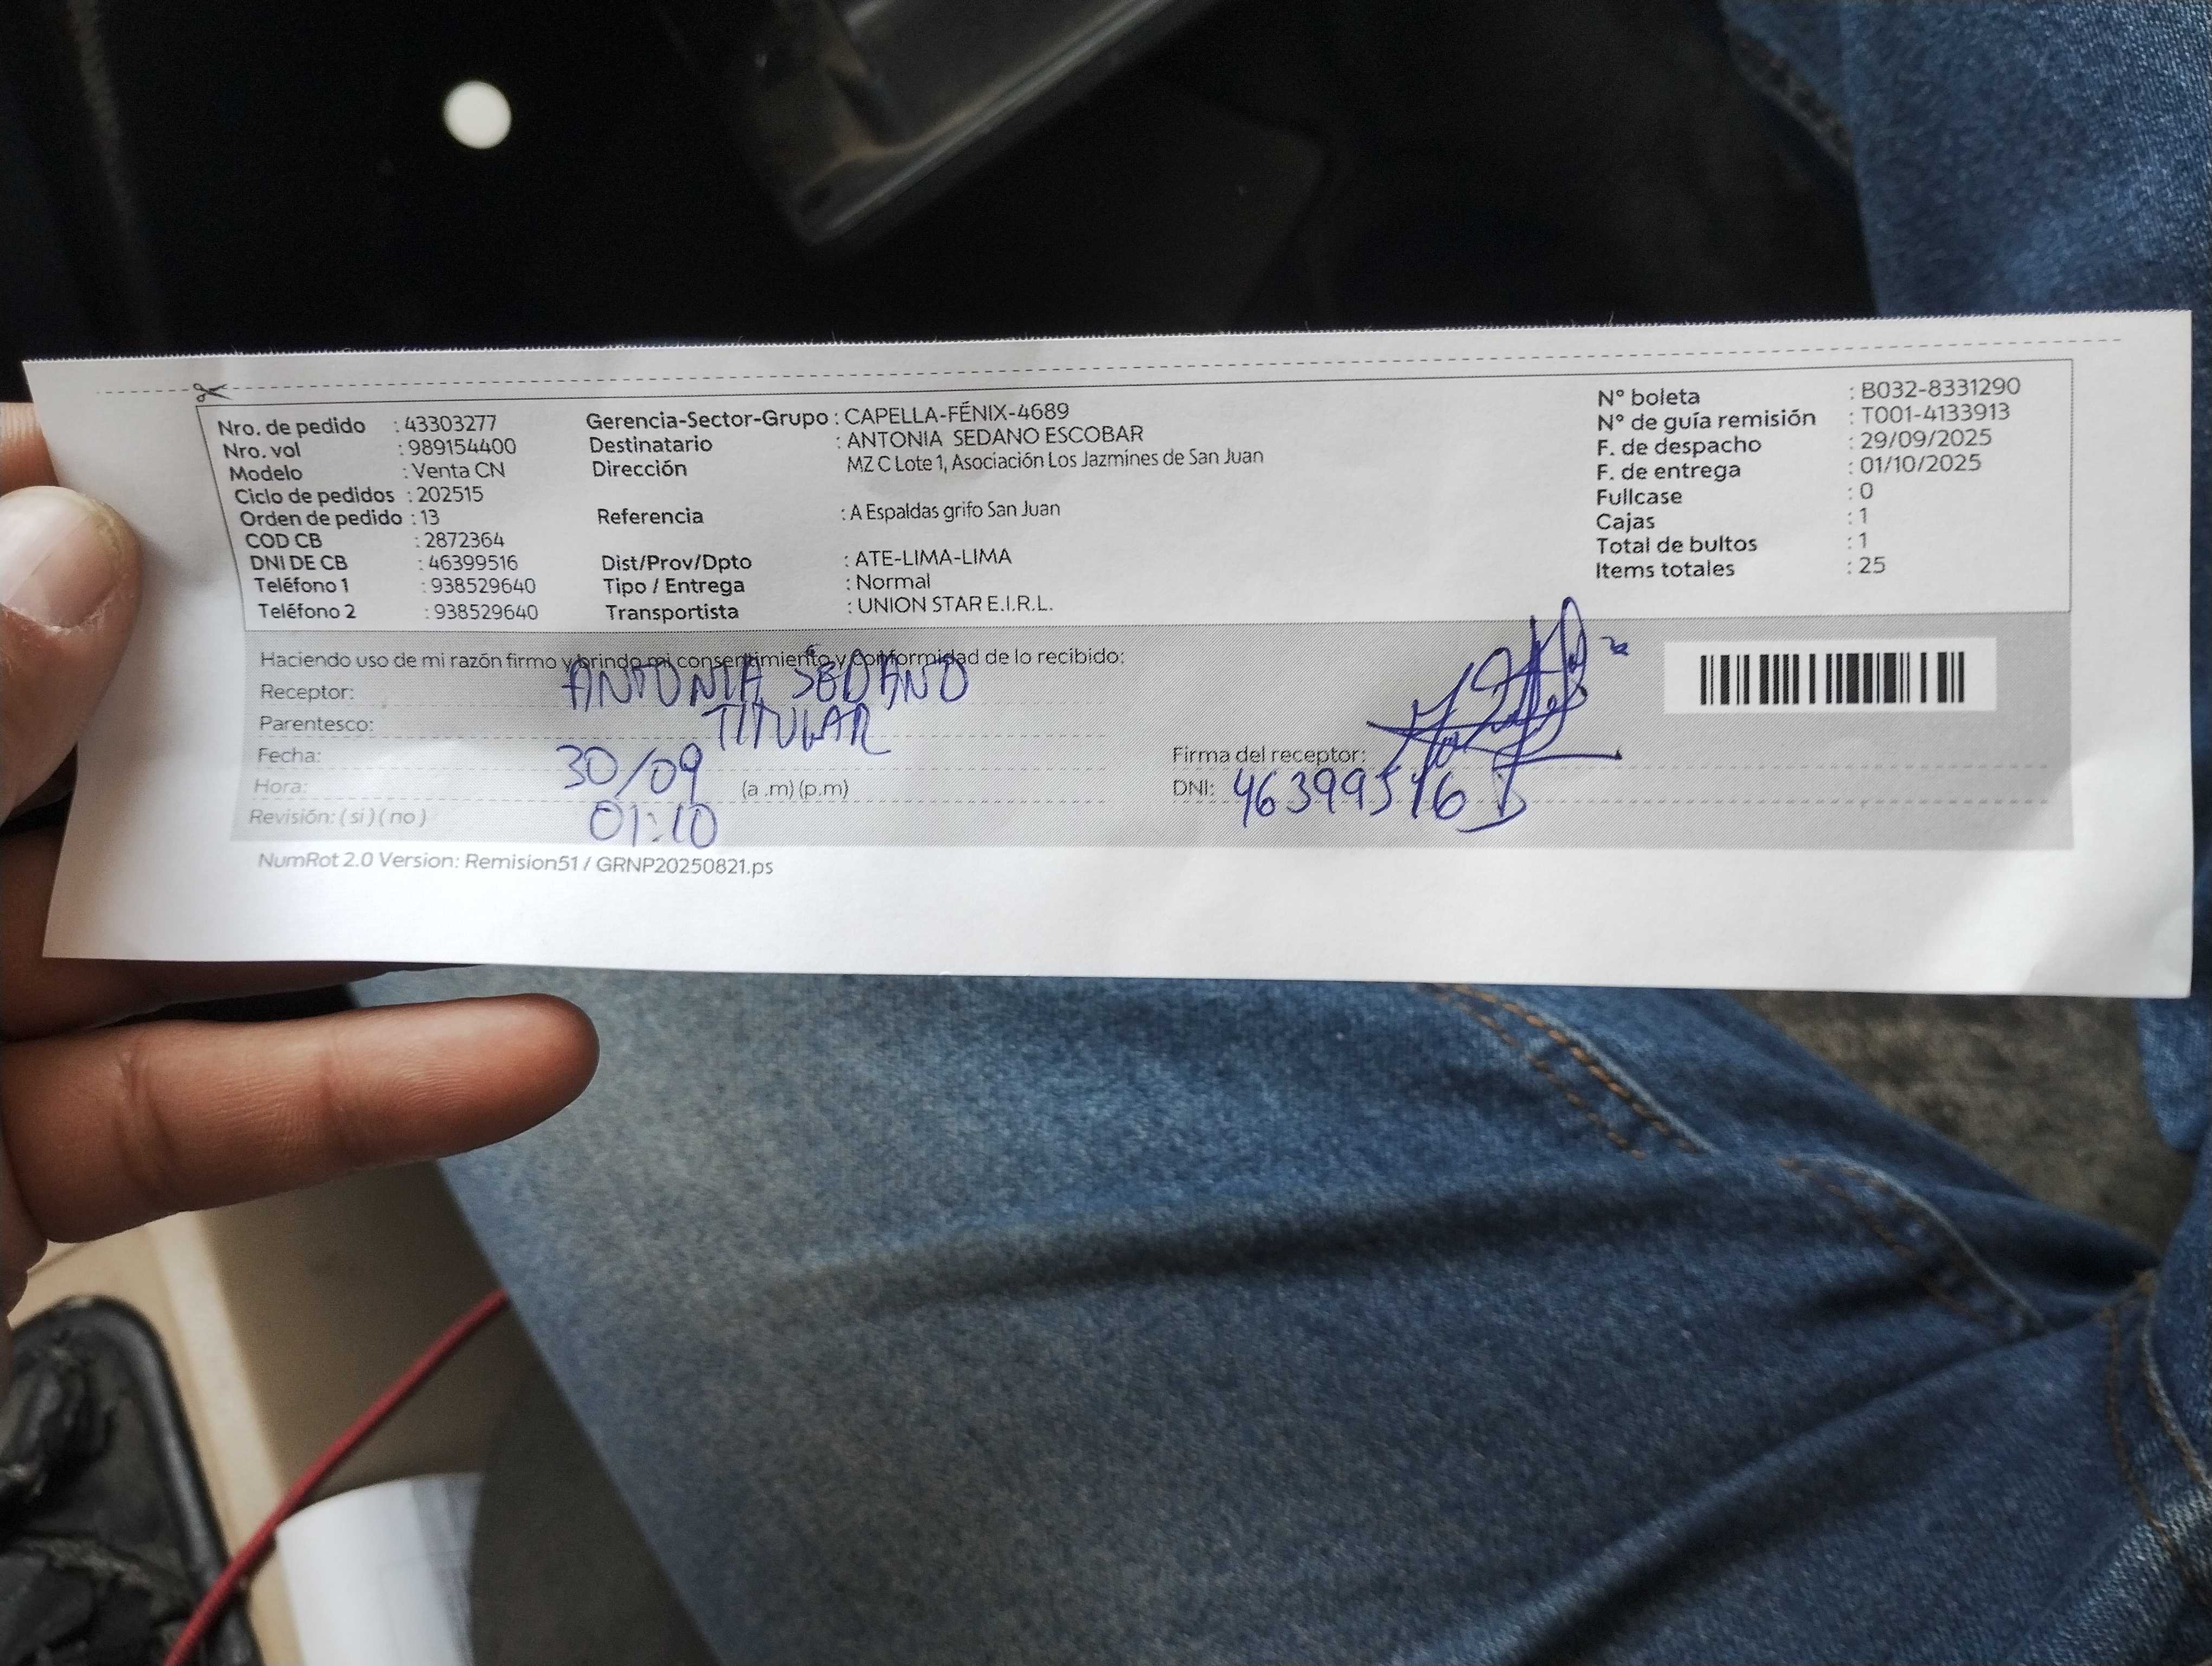 Nro. de pedido : 43303277
Nro. vol : 989154400
Modelo : Venta CN
Ciclo de pedidos : 202515
Orden de pedido : 13
COD CB : 2872364
DNI DE CB : 46399516
Teléfono 1 : 938529640
Teléfono 2 : 938529640
Gerencia-Sector-Grupo : CAPELLA-FÉNIX-4689
Destinatario : ANTONIA SEDANO ESCOBAR
Dirección MZ C Lote 1, Asociación Los Jazmines de San Juan
Referencia : A Espaldas grifo San Juan
Dist/Prov/Dpto : ATE-LIMA-LIMA
Tipo / Entrega : Normal
Transportista : UNION STAR E.I.R.L.
N° boleta : B032-8331290
N° de guía remisión : T001-4133913
F. de despacho : 29/09/2025
F. de entrega : 01/10/2025
Fullcase : 0
Cajas : 1
Total de bultos : 1
Items totales : 25
Haciendo uso de mi razón firmo y brindo mi consentimiento y conformidad de lo recibido:
Receptor: ANTONIA SEDANO
Parentesco: TITULAR
Fecha: 30/09
Hora: (a .m) (p.m)
Revisión: ( si ) ( no ) 01:10
Firma del receptor:
DNI: 46399516
NumRot 2.0 Version: Remision51 / GRNP20250821.ps